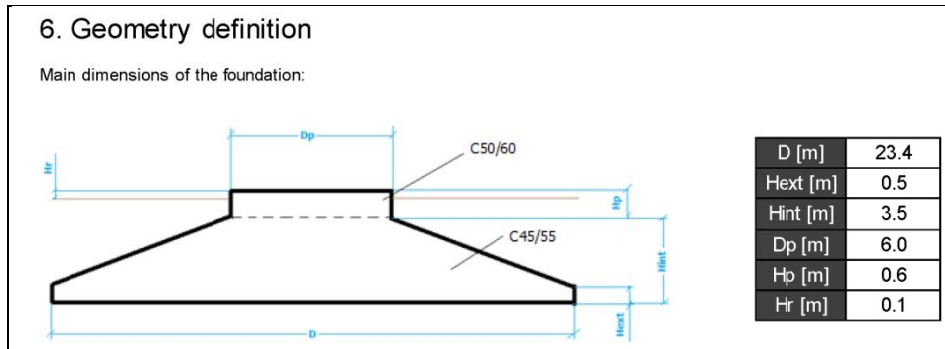 6. Geometry definition
Main dimensions of the foundation:
Dp
C50/60
Hr
Hp
C45/55
Hint
Hext
D
D [m] 23.4
Hext [m] 0.5
Hint [m] 3.5
Dp [m] 6.0
Hp [m] 0.6
Hr [m] 0.1